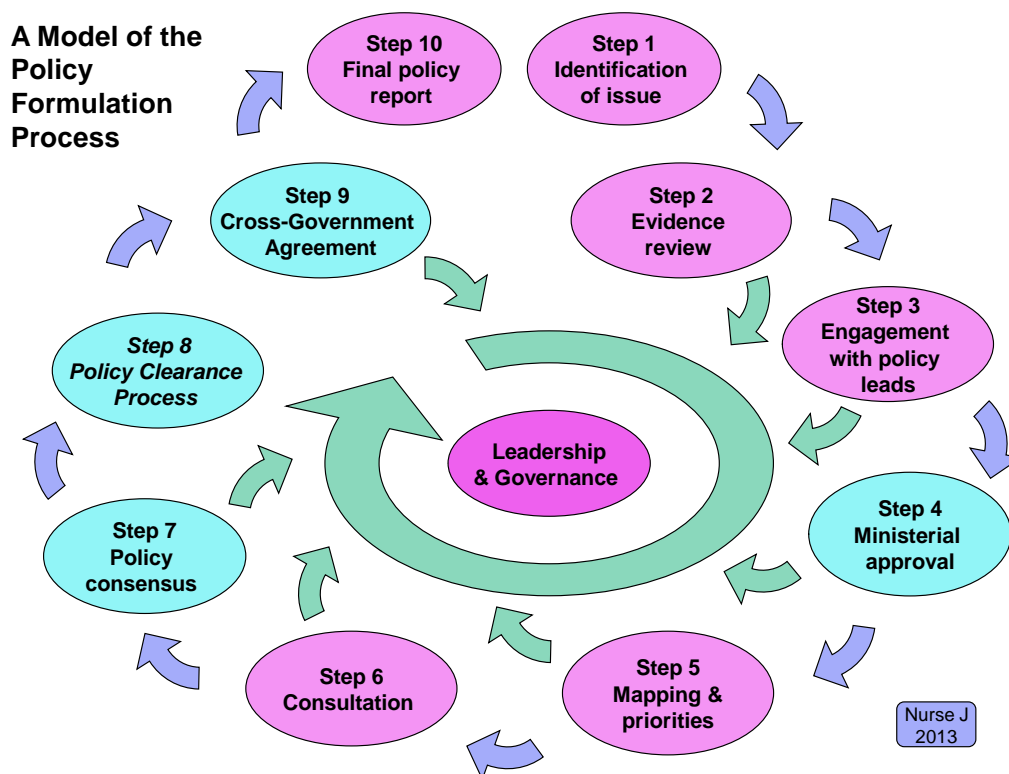 A Model of the
Policy
Formulation
Process
Step 10
Final policy
report
Step 1
Identification
of issue
Step 2
Evidence
review
Step 3
Engagement
with policy
leads
Step 4
Ministerial
approval
Step 5
Mapping &
priorities
Step 6
Consultation
Step 7
Policy
consensus
Step 8
Policy Clearance
Process
Step 9
Cross-Government
Agreement
Leadership
& Governance
Nurse J
2013